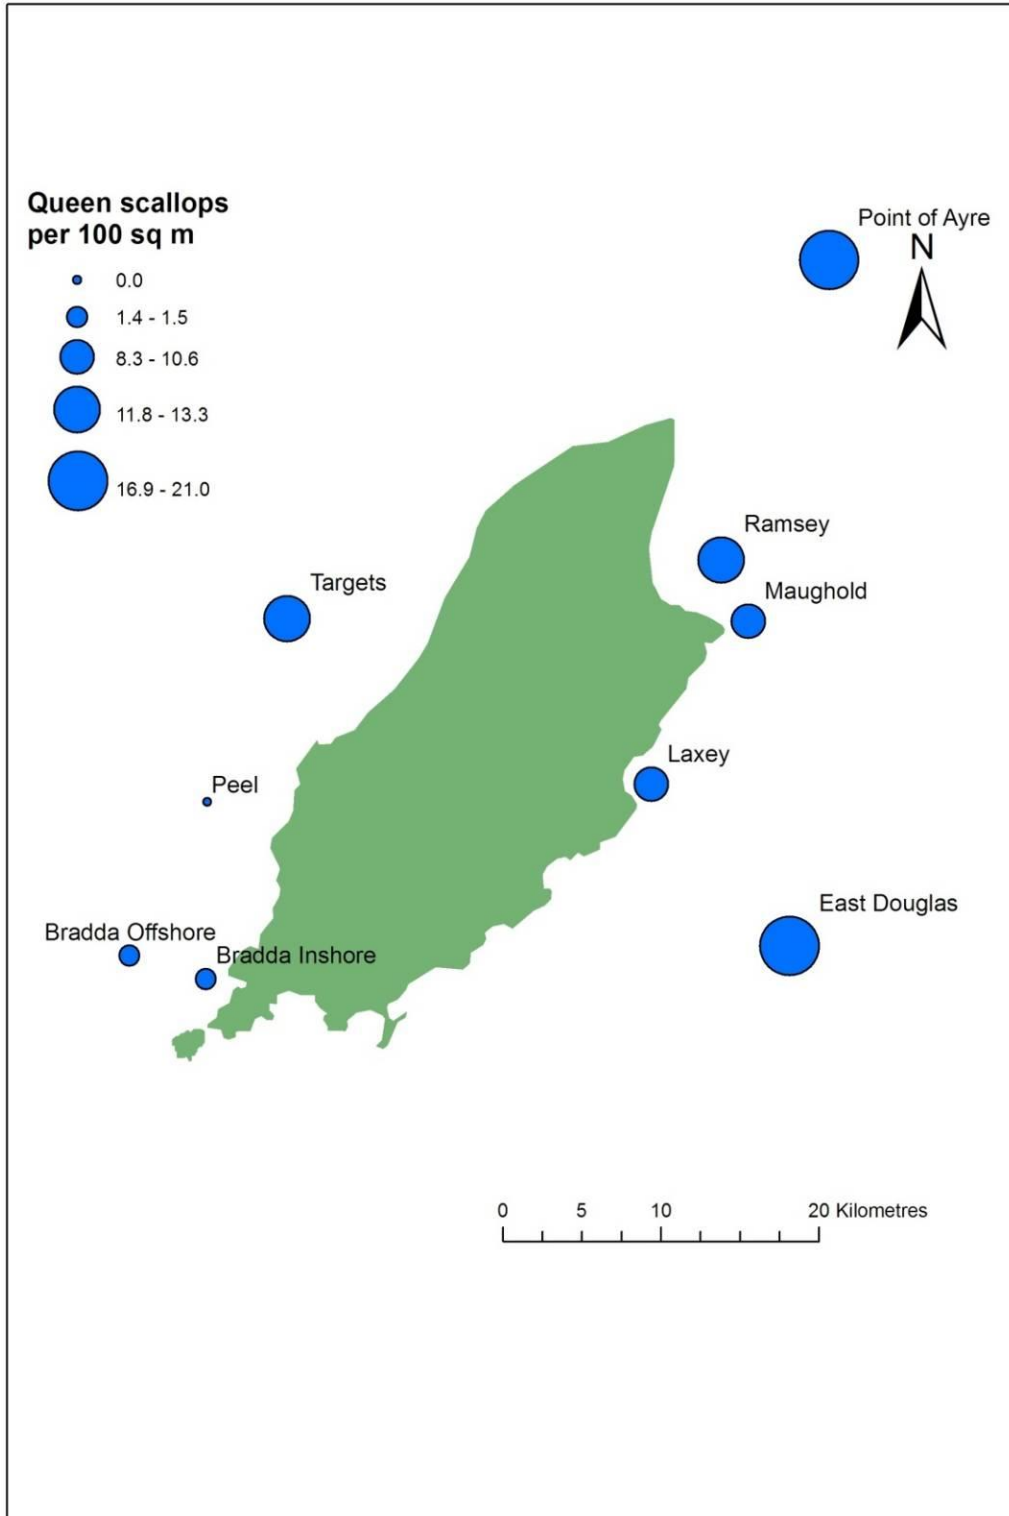 Queen scallops
per 100 sq m
0.0
1.4 - 1.5
8.3 - 10.6
11.8 - 13.3
16.9 - 21.0
Point of Ayre
N
Ramsey
Targets
Maughold
Laxey
Peel
East Douglas
Bradda Offshore
Bradda Inshore
0 5 10 20 Kilometres